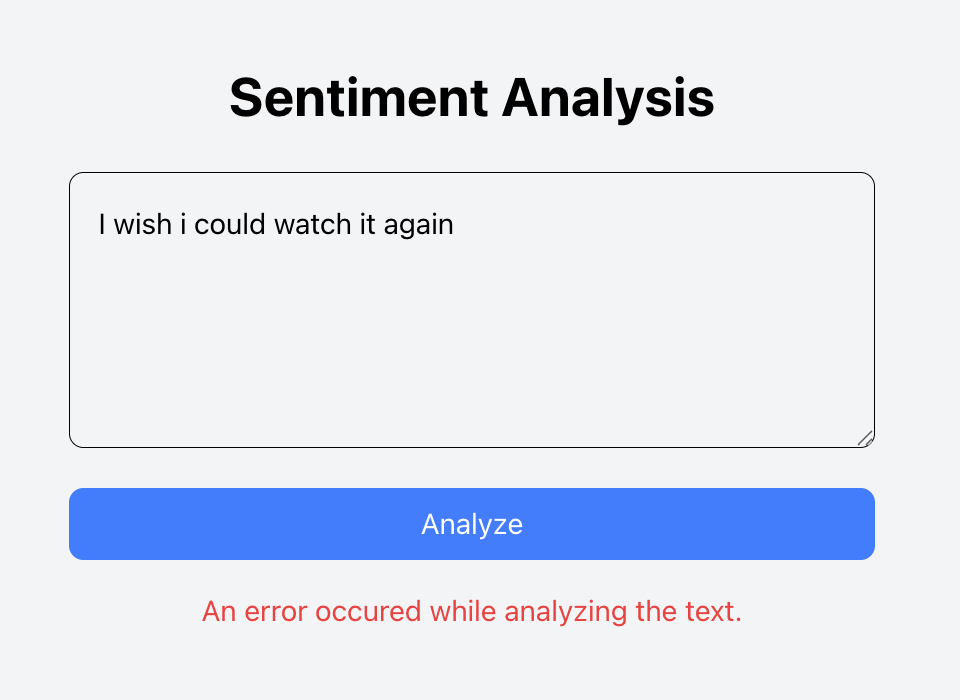 Sentiment Analysis
I wish i could watch it again
Analyze
An error occured while analyzing the text.